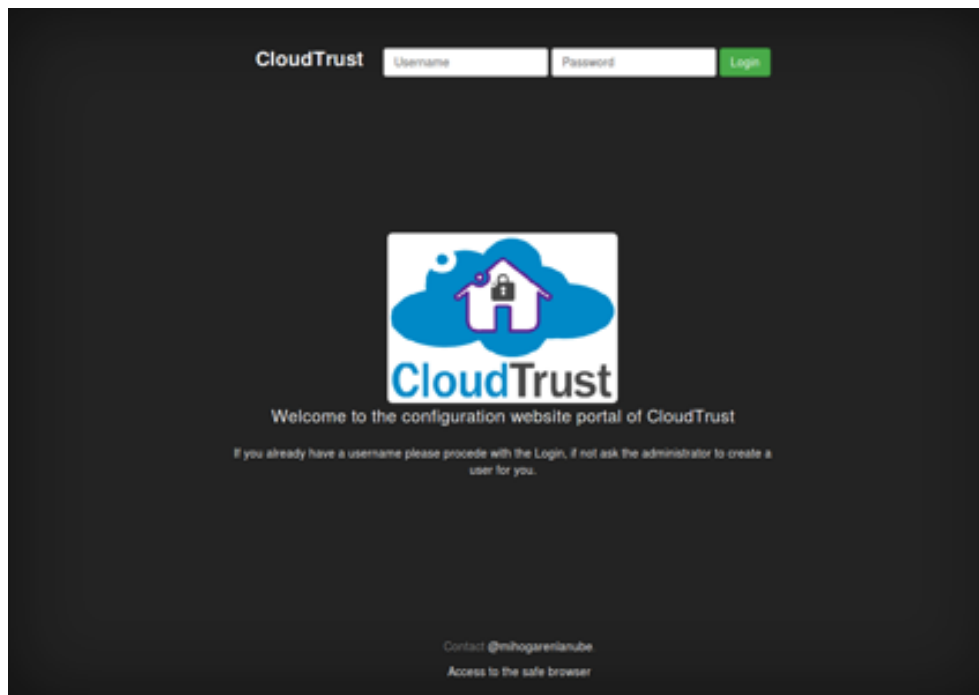 CloudTrust Username Password Login
CloudTrust
Welcome to the configuration website portal of CloudTrust
If you already have a username please procede with the Login, if not ask the administrator to create a
user for you.
Contact @mihogarenlanube
Access to the safe browser